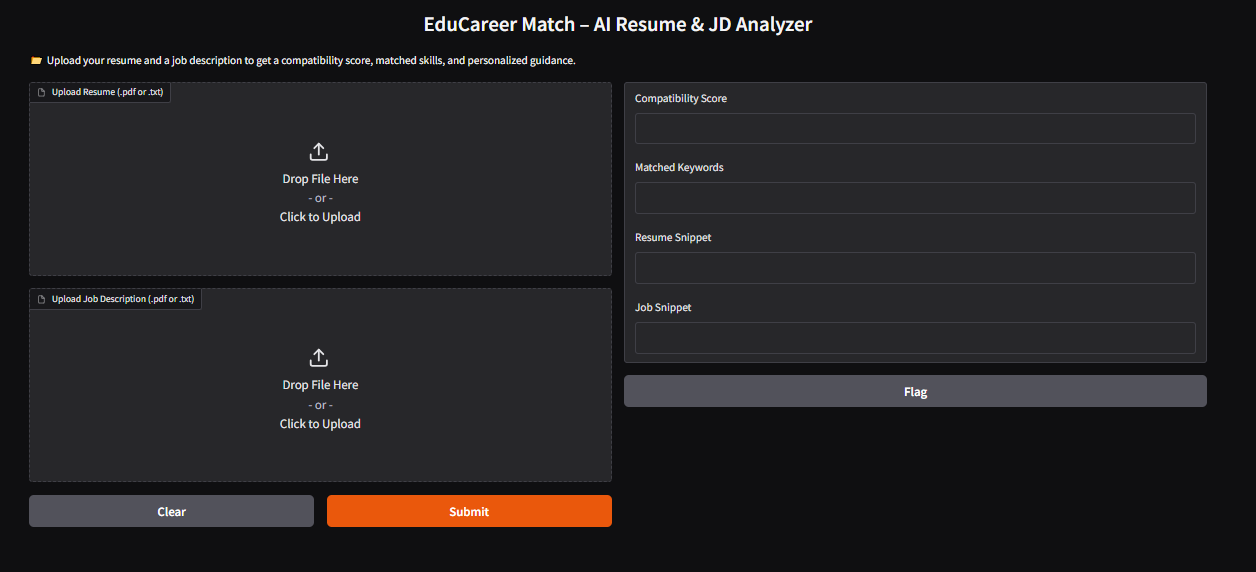 EduCareer Match – AI Resume & JD Analyzer
📂 Upload your resume and a job description to get a compatibility score, matched skills, and personalized guidance.
Upload Resume (.pdf or .txt)
Drop File Here
- or -
Click to Upload
Upload Job Description (.pdf or .txt)
Drop File Here
- or -
Click to Upload
Clear
Submit
Compatibility Score
Matched Keywords
Resume Snippet
Job Snippet
Flag